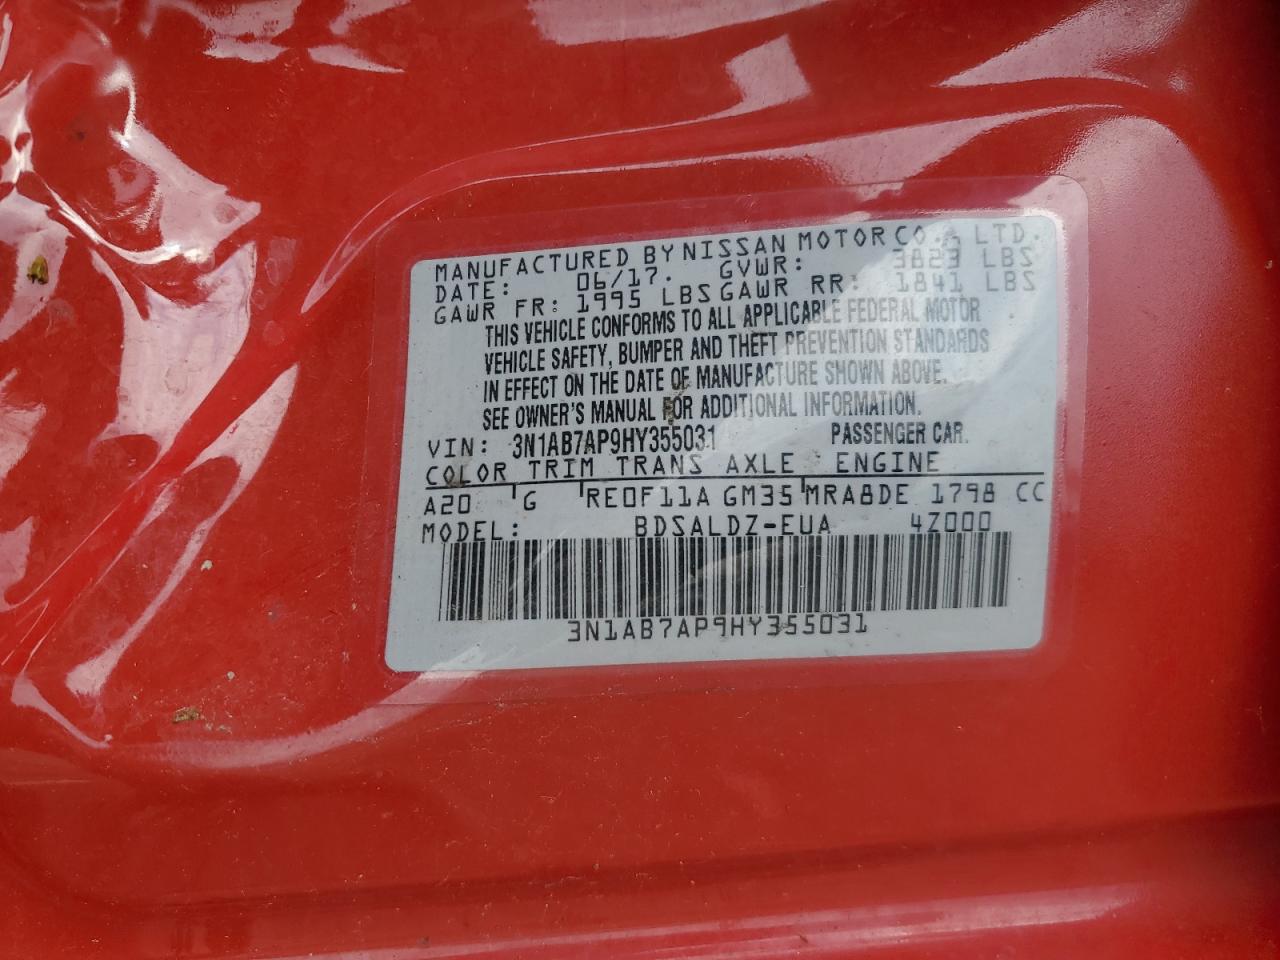 MANUFACTURED BY NISSAN MOTOR CO., LTD.
DATE: 06/17. GVWR: 3823 LBS
GAWR FR: 1995 LBS GAWR RR: 1841 LBS
THIS VEHICLE CONFORMS TO ALL APPLICABLE FEDERAL MOTOR
VEHICLE SAFETY, BUMPER AND THEFT PREVENTION STANDARDS
IN EFFECT ON THE DATE OF MANUFACTURE SHOWN ABOVE.
SEE OWNER'S MANUAL FOR ADDITIONAL INFORMATION.
VIN: 3N1AB7AP9HY355031 PASSENGER CAR.
COLOR TRIM TRANS AXLE ENGINE
A20 G RE0F11A GM35 MRA8DE 1798 CC
MODEL: BDSALDZ-EUA 4Z000
3N1AB7AP9HY355031